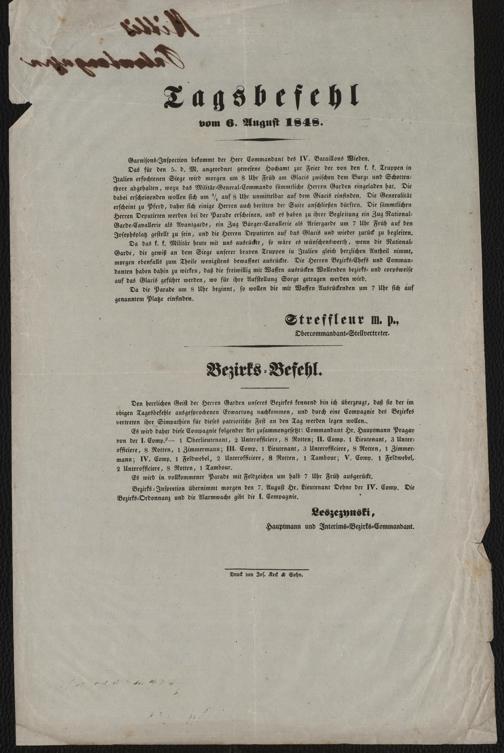 Tagsbefehl
vom 6. August 1848.
Garnisons-Inspection bekommt der Herr Commandant des IV. Bataillons Wieden.
Das für den 5. d. M. angeordnet gewesene Hochamt zur Feier der von den k. k. Truppen in
Italien erfochtenen Siege wird morgen um 8 Uhr Früh am Glacis zwischen dem Burg- und Schotten-
thore abgehalten, wozu das Militär-General-Commando sämmtliche Herren Garden eingeladen hat. Die
dabei erscheinenden wollen sich um 1/4 auf 8 Uhr unmittelbar auf dem Glacis einfinden. Die Generalität
erscheint zu Pferd, daher sich einige Herren auch beritten der Suite anschließen dürfen. Die sämmtlichen
Herren Deputirten werden bei der Parade erscheinen, und es haben zu ihrer Begleitung ein Zug National-
Garde-Cavallerie als Avantgarde, ein Zug Bürger-Cavallerie als Arriergarde um 7 Uhr Früh auf den
Josephsplatz gestellt zu sein, und die Herren Deputirten auf das Glacis und wieder zurück zu begleiten.
Da das k. k. Militär heute mit uns ausrückte, so wäre es wünschenswerth, wenn die National-
Garde, die gewiß an dem Siege unserer braven Truppen in Italien gleich herzlichen Antheil nimmt,
morgen ebenfalls zum Theile wenigstens bewaffnet ausrückte. Die Herren Bezirks-Chefs und Comman-
danten haben dahin zu wirken, daß die freiwillig mit Waffen ausrücken Wollenden bezirks- und corpsweise
auf das Glacis geführt werden, wo für ihre Aufstellung Sorge getragen werden wird.
Da die Parade um 8 Uhr beginnt, so wollen die mit Waffen Ausrückenden um 7 Uhr sich auf
genanntem Platze einfinden.
Streffleur m. p.,
Obercommandant-Stellvertreter.
Bezirks-Befehl.
Den herrlichen Geist der Herren Garden unseres Bezirkes kennend bin ich überzeugt, daß sie der im
obigen Tagsbefehle ausgesprochenen Erwartung nachkommen, und durch eine Compagnie des Bezirkes
vertreten ihre Simpathien für dieses patriotische Fest an den Tag werden legen wollen.
Es wird daher diese Compagnie folgender Art zusammengesetzt: Commandant Hr. Hauptmann Pragay
von der I. Comp. — 1 Oberlieutenant, 2 Unterofficiere, 8 Rotten; II. Comp. 1 Lieutenant, 3 Unter-
officiere, 8 Rotten, 1 Zimmermann; III. Comp. 1 Lieutenant, 3 Unterofficiere, 8 Rotten, 1 Zimmer-
mann; IV. Comp. 1 Feldwebel, 2 Unterofficiere, 8 Rotten, 1 Tambour; V. Comp. 1 Feldwebel,
2 Unterofficiere, 8 Rotten, 1 Tambour.
Es wird in vollkommener Parade mit Feldzeichen um halb 7 Uhr Früh ausgerückt.
Bezirks-Inspection übernimmt morgen den 7. August Hr. Lieutenant Dohne der IV. Comp. Die
Bezirks-Ordonnanz und die Alarmwache gibt die I. Compagnie.
Leszczynski,
Hauptmann und Interims-Bezirks-Commandant.
Druck von Jos. Keck & Sohn.